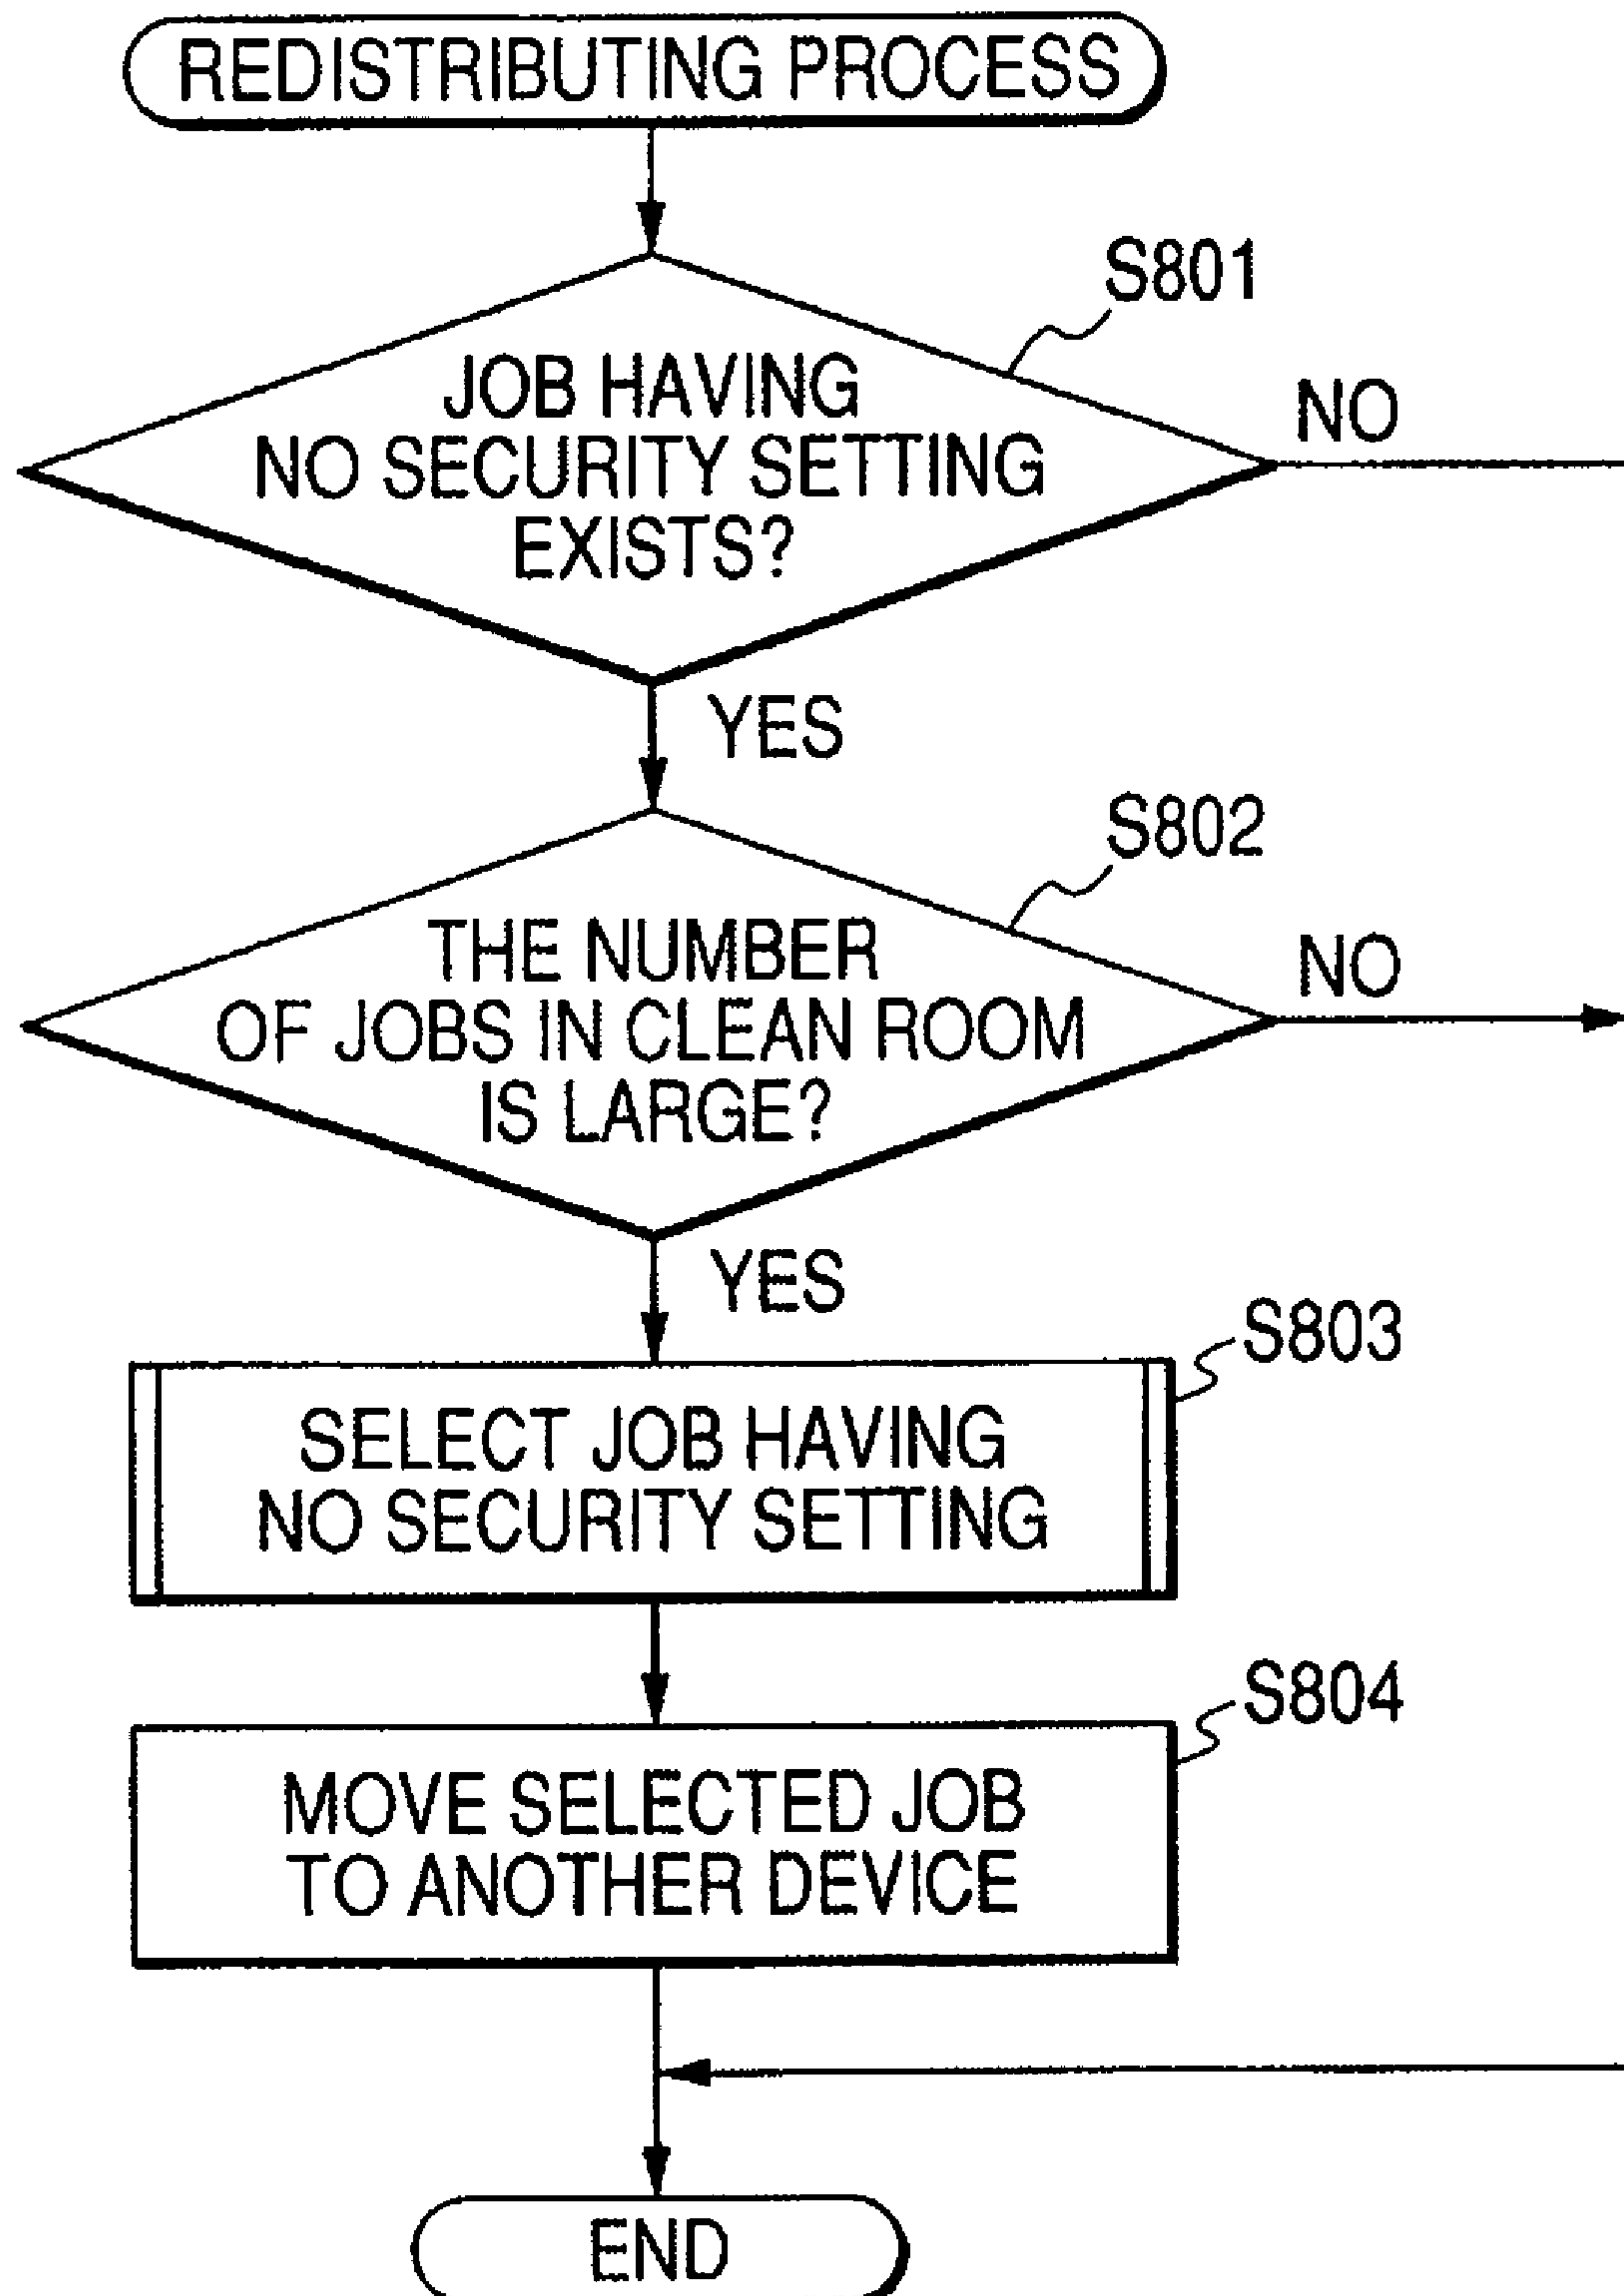 REDISTRIBUTING PROCESS
S801
JOB HAVING
NO SECURITY SETTING
EXISTS?
NO
YES
S802
THE NUMBER
OF JOBS IN CLEAN ROOM
IS LARGE?
NO
YES
S803
SELECT JOB HAVING
NO SECURITY SETTING
S804
MOVE SELECTED JOB
TO ANOTHER DEVICE
END